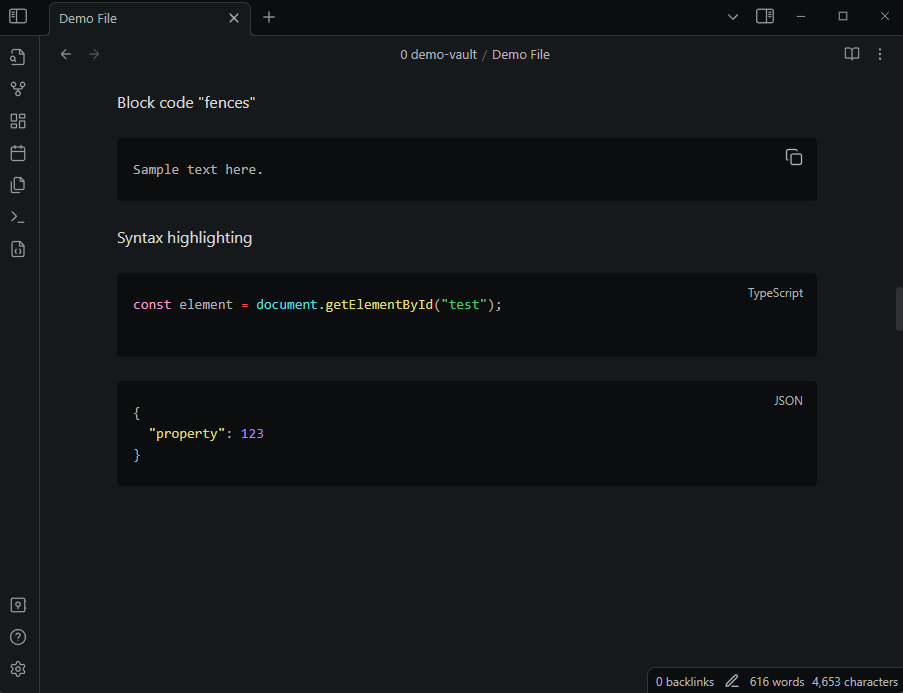 Demo File
0 demo-vault / Demo File
Block code "fences"
Sample text here.
Syntax highlighting
TypeScript
const element = document.getElementById("test");
JSON
{
  "property": 123
}
0 backlinks 616 words 4,653 characters